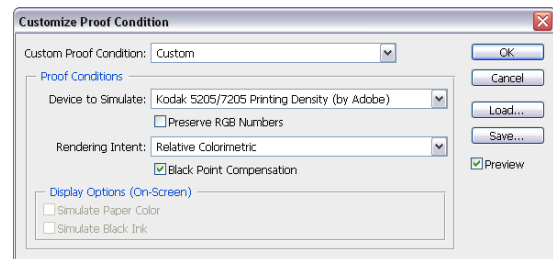 Customize Proof Condition
Custom Proof Condition: Custom
OK
Proof Conditions
Cancel
Device to Simulate: Kodak 5205/7205 Printing Density (by Adobe)
Load...
Preserve RGB Numbers
Save...
Rendering Intent: Relative Colorimetric
Preview
Black Point Compensation
Display Options (On-Screen)
Simulate Paper Color
Simulate Black Ink